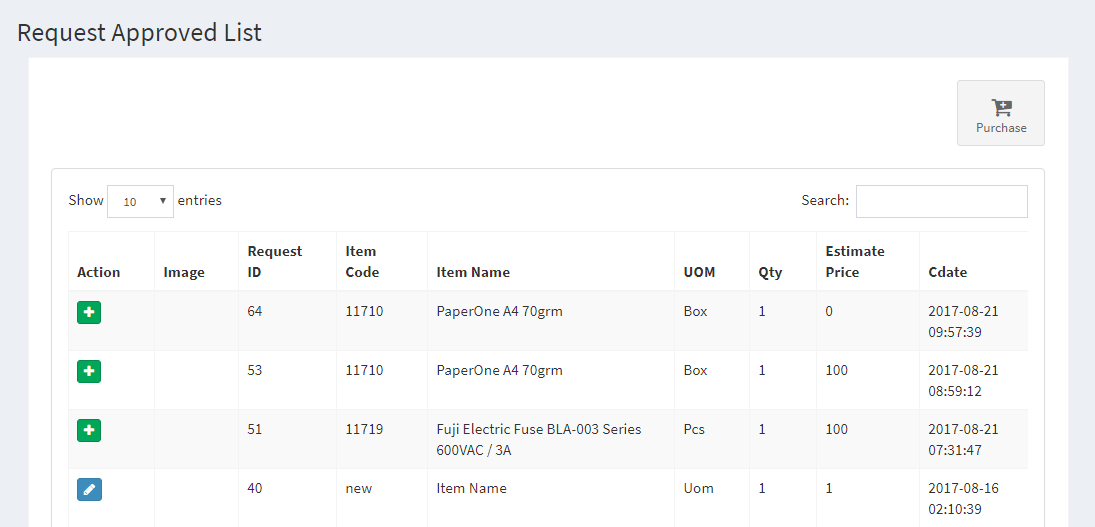 Request Approved List
Purchase
Show 10 entries Search:
Action Image Request ID Item Code Item Name UOM Qty Estimate Price Cdate
64 11710 PaperOne A4 70grm Box 1 0 2017-08-21 09:57:39
53 11710 PaperOne A4 70grm Box 1 100 2017-08-21 08:59:12
51 11719 Fuji Electric Fuse BLA-003 Series 600VAC / 3A Pcs 1 100 2017-08-21 07:31:47
40 new Item Name Uom 1 1 2017-08-16 02:10:39